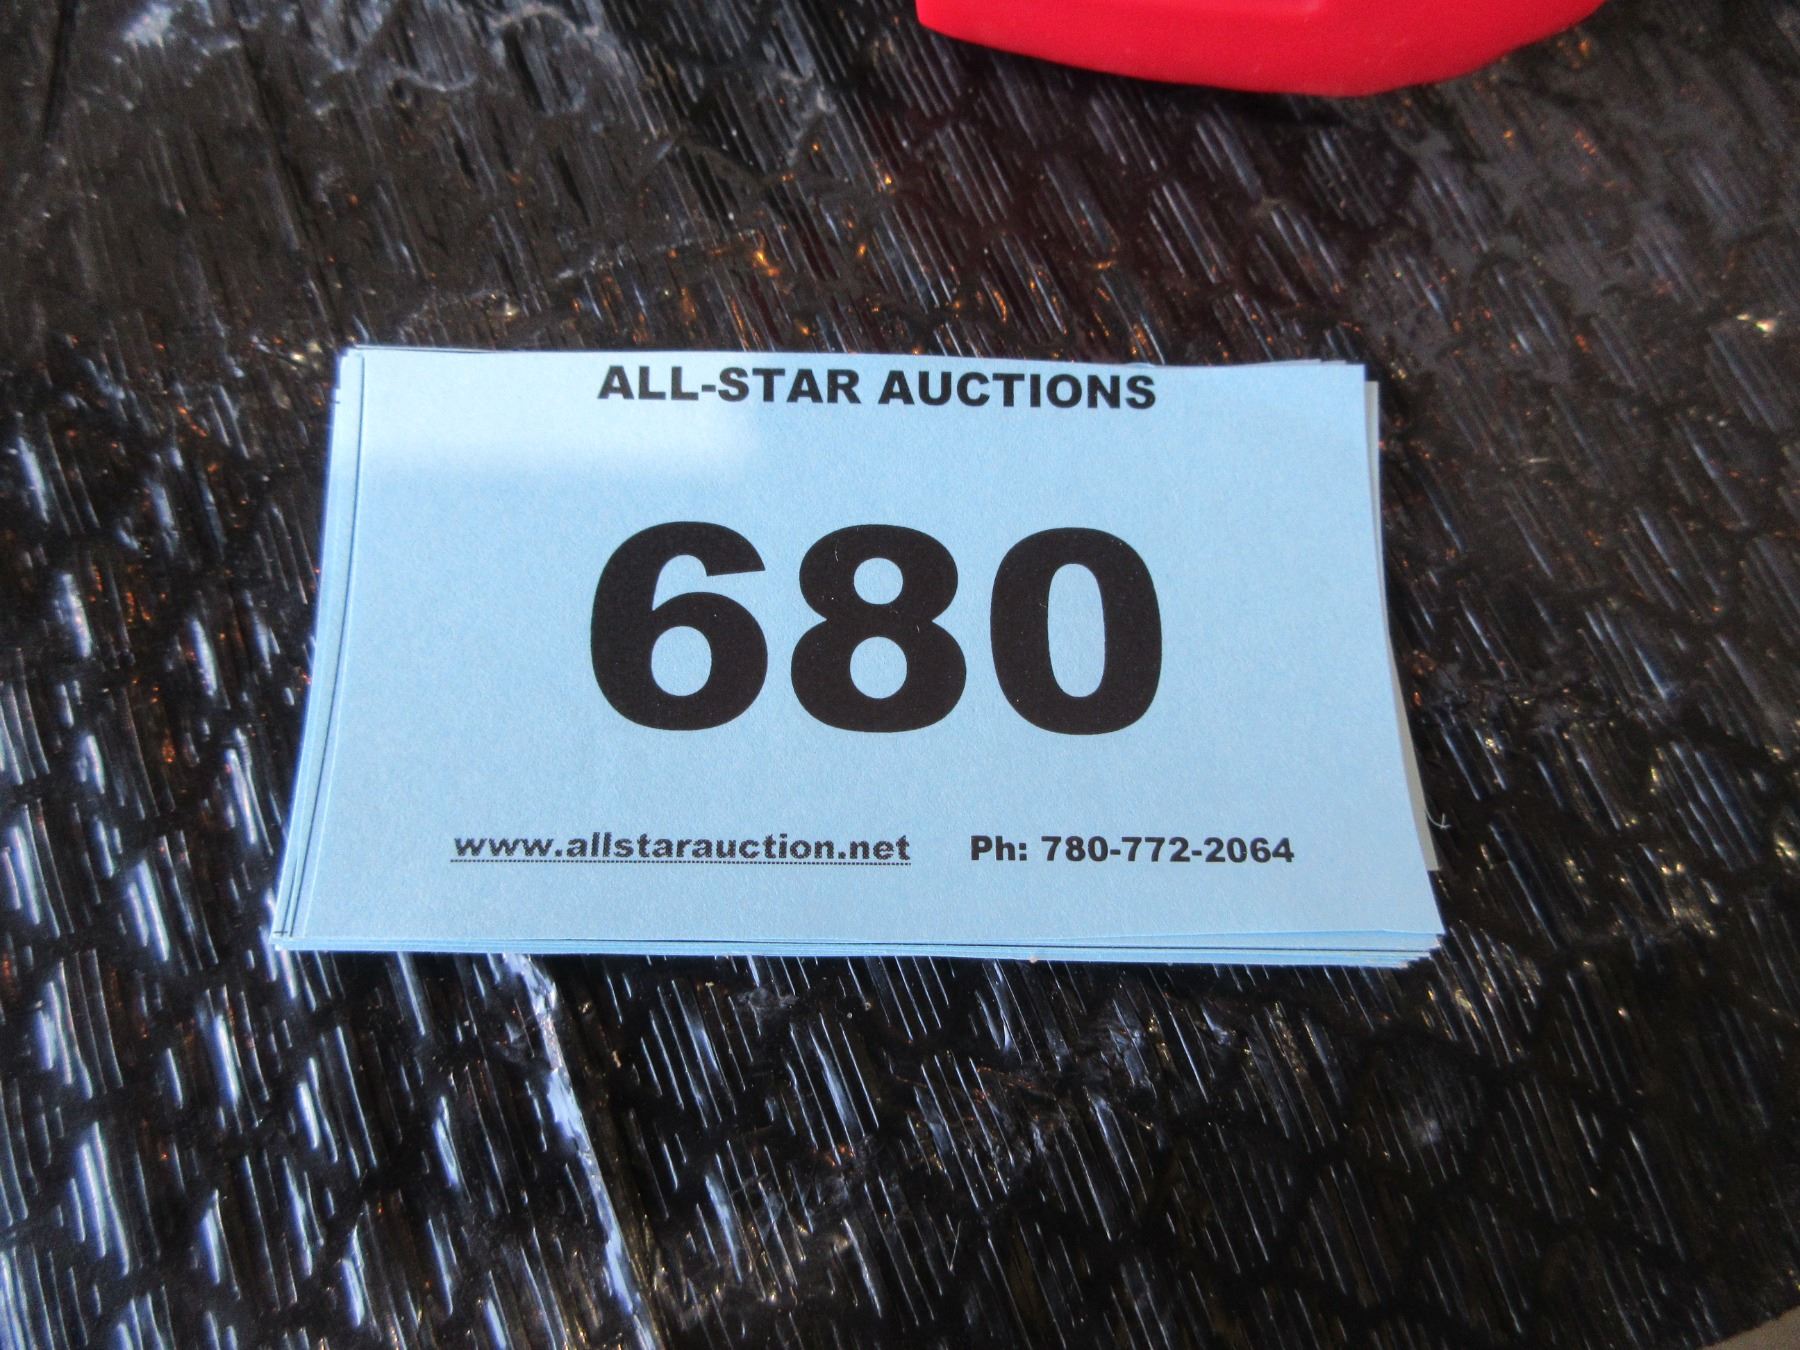 ALL-STAR AUCTIONS
680
www.allstarauction.net Ph: 780-772-2064